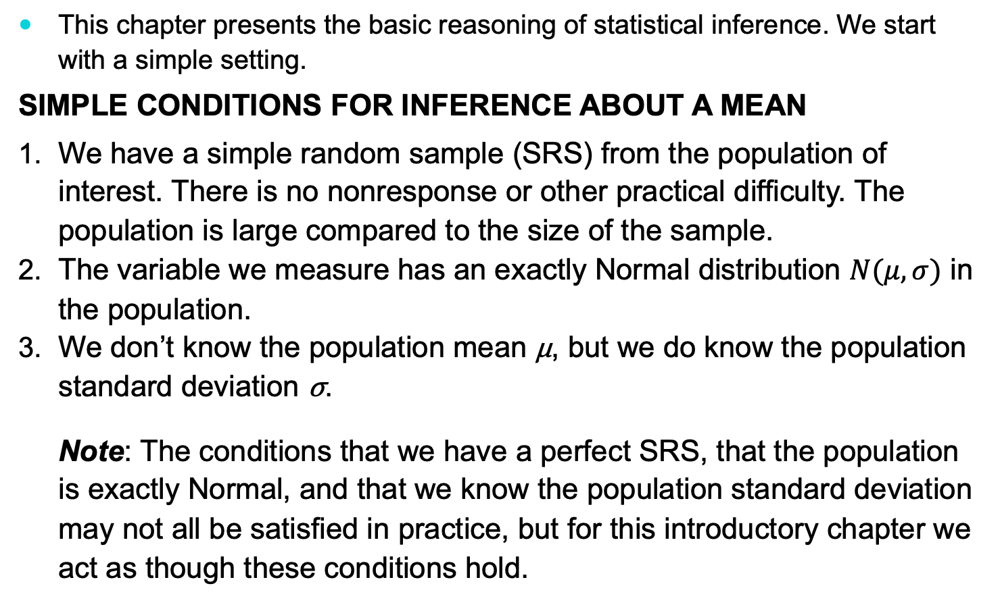 • This chapter presents the basic reasoning of statistical inference. We start
with a simple setting.
SIMPLE CONDITIONS FOR INFERENCE ABOUT A MEAN
1. We have a simple random sample (SRS) from the population of
interest. There is no nonresponse or other practical difficulty. The
population is large compared to the size of the sample.
2. The variable we measure has an exactly Normal distribution N(μ, σ) in
the population.
3. We don’t know the population mean μ, but we do know the population
standard deviation σ.
Note: The conditions that we have a perfect SRS, that the population
is exactly Normal, and that we know the population standard deviation
may not all be satisfied in practice, but for this introductory chapter we
act as though these conditions hold.